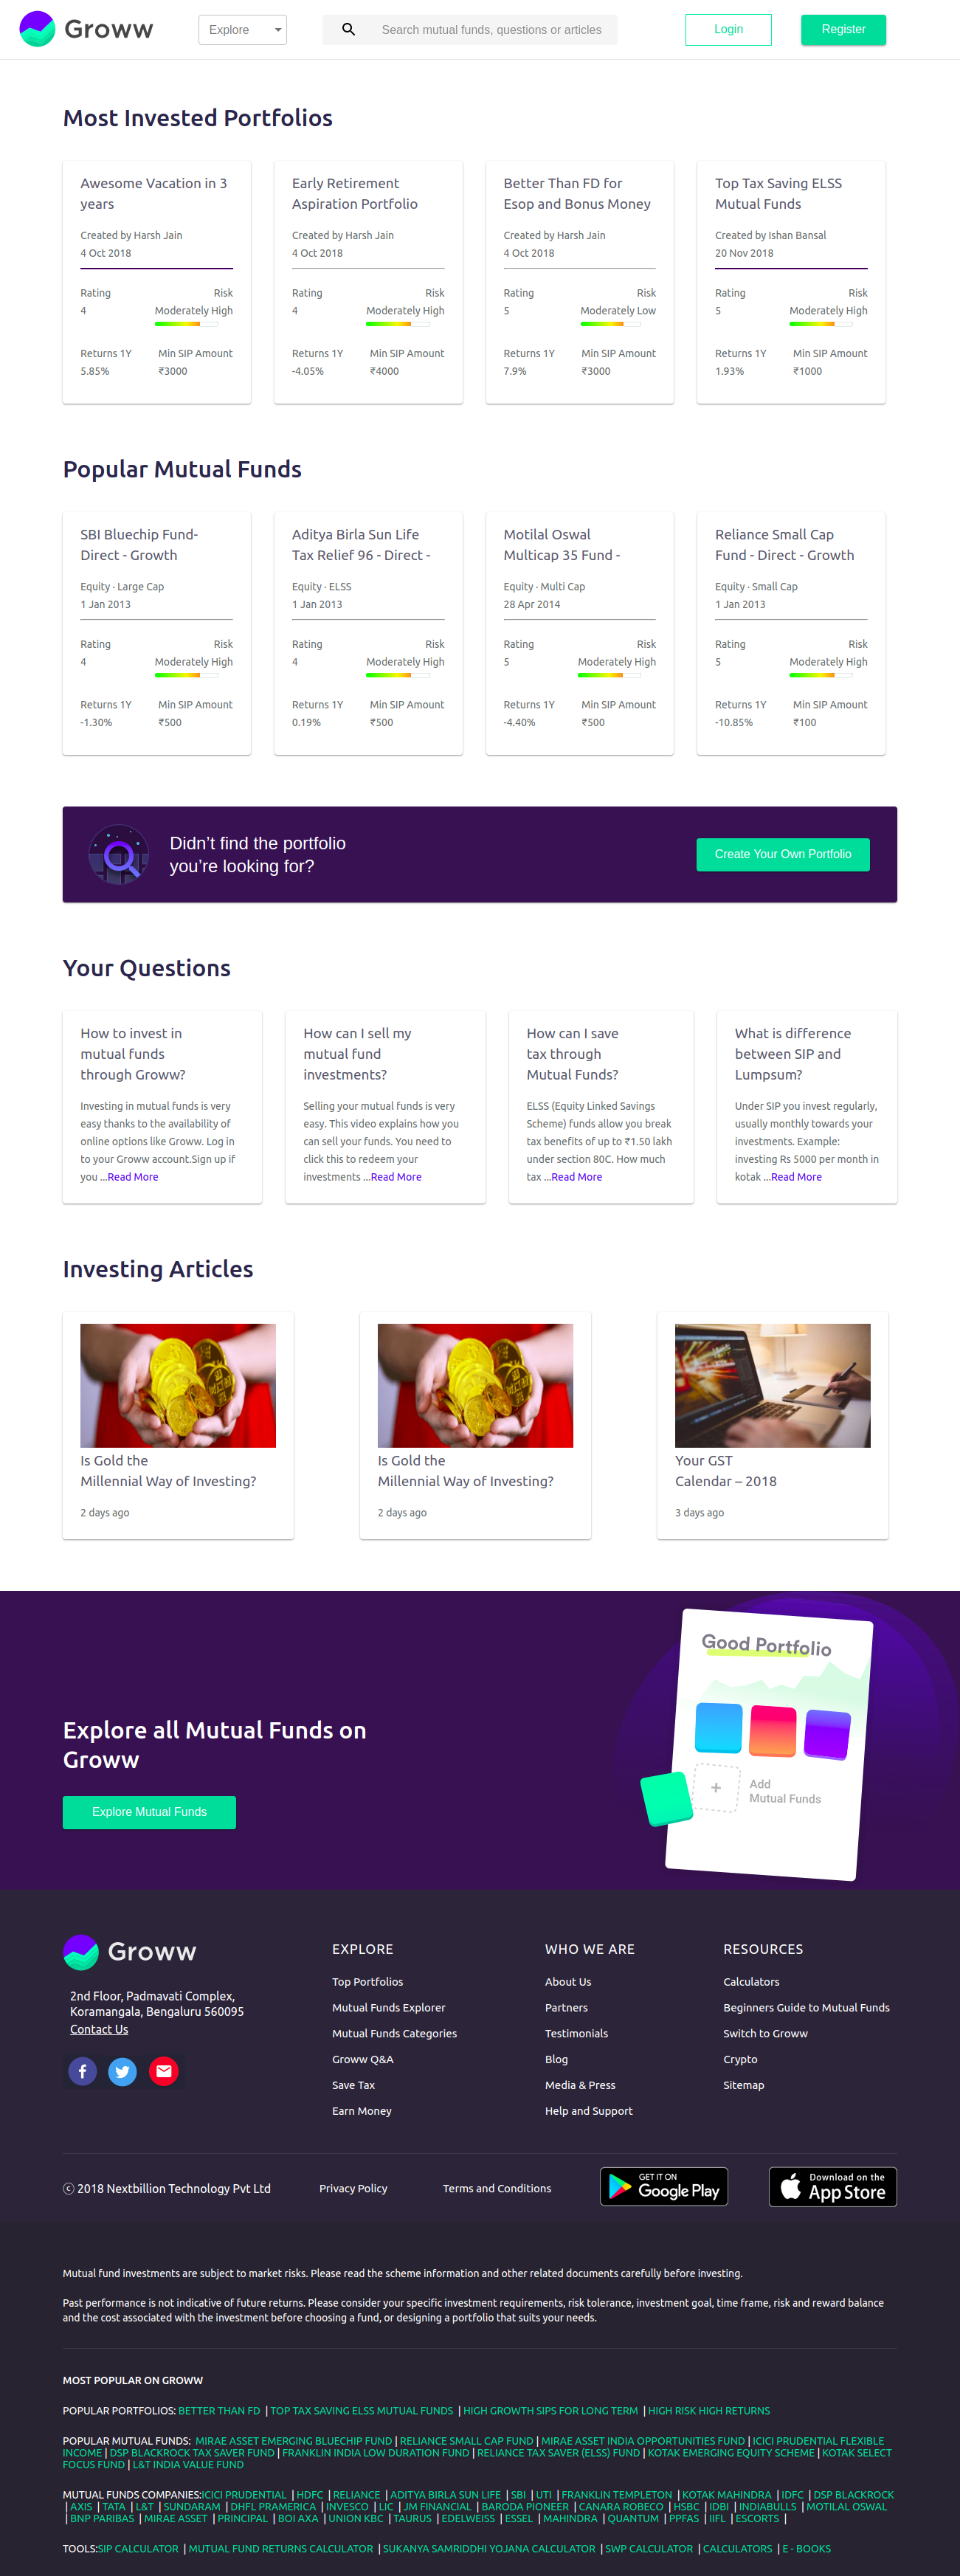 Groww
Explore
Search mutual funds, questions or articles
Login
Register
Most Invested Portfolios
Awesome Vacation in 3
years
Created by Harsh Jain
4 Oct 2018
Rating Risk
4 Moderately High
Returns 1Y Min SIP Amount
5.85% ₹3000
Early Retirement
Aspiration Portfolio
Created by Harsh Jain
4 Oct 2018
Rating Risk
4 Moderately High
Returns 1Y Min SIP Amount
-4.05% ₹4000
Better Than FD for
Esop and Bonus Money
Created by Harsh Jain
4 Oct 2018
Rating Risk
5 Moderately Low
Returns 1Y Min SIP Amount
7.9% ₹3000
Top Tax Saving ELSS
Mutual Funds
Created by Ishan Bansal
20 Nov 2018
Rating Risk
5 Moderately High
Returns 1Y Min SIP Amount
1.93% ₹1000
Popular Mutual Funds
SBI Bluechip Fund-
Direct - Growth
Equity · Large Cap
1 Jan 2013
Rating Risk
4 Moderately High
Returns 1Y Min SIP Amount
-1.30% ₹500
Aditya Birla Sun Life
Tax Relief 96 - Direct -
Equity · ELSS
1 Jan 2013
Rating Risk
4 Moderately High
Returns 1Y Min SIP Amount
0.19% ₹500
Motilal Oswal
Multicap 35 Fund -
Equity · Multi Cap
28 Apr 2014
Rating Risk
5 Moderately High
Returns 1Y Min SIP Amount
-4.40% ₹500
Reliance Small Cap
Fund - Direct - Growth
Equity · Small Cap
1 Jan 2013
Rating Risk
5 Moderately High
Returns 1Y Min SIP Amount
-10.85% ₹100
Didn't find the portfolio
you're looking for?
Create Your Own Portfolio
Your Questions
How to invest in
mutual funds
through Groww?
Investing in mutual funds is very
easy thanks to the availability of
online options like Groww. Log in
to your Groww account.Sign up if
you ...Read More
How can I sell my
mutual fund
investments?
Selling your mutual funds is very
easy. This video explains how you
can sell your funds. You need to
click this to redeem your
investments ...Read More
How can I save
tax through
Mutual Funds?
ELSS (Equity Linked Savings
Scheme) funds allow you break
tax benefits of up to ₹1.50 lakh
under section 80C. How much
tax ...Read More
What is difference
between SIP and
Lumpsum?
Under SIP you invest regularly,
usually monthly towards your
investments. Example:
investing Rs 5000 per month in
kotak ...Read More
Investing Articles
Is Gold the
Millennial Way of Investing?
2 days ago
Is Gold the
Millennial Way of Investing?
2 days ago
Your GST
Calendar – 2018
3 days ago
Explore all Mutual Funds on
Groww
Explore Mutual Funds
Good Portfolio
+
Add
Mutual Funds
Groww
2nd Floor, Padmavati Complex,
Koramangala, Bengaluru 560095
Contact Us
EXPLORE
Top Portfolios
Mutual Funds Explorer
Mutual Funds Categories
Groww Q&A
Save Tax
Earn Money
WHO WE ARE
About Us
Partners
Testimonials
Blog
Media & Press
Help and Support
RESOURCES
Calculators
Beginners Guide to Mutual Funds
Switch to Groww
Crypto
Sitemap
ⓒ 2018 Nextbillion Technology Pvt Ltd
Privacy Policy
Terms and Conditions
GET IT ON
Google Play
Download on the
App Store
Mutual fund investments are subject to market risks. Please read the scheme information and other related documents carefully before investing.
Past performance is not indicative of future returns. Please consider your specific investment requirements, risk tolerance, investment goal, time frame, risk and reward balance
and the cost associated with the investment before choosing a fund, or designing a portfolio that suits your needs.
MOST POPULAR ON GROWW
POPULAR PORTFOLIOS: BETTER THAN FD | TOP TAX SAVING ELSS MUTUAL FUNDS | HIGH GROWTH SIPS FOR LONG TERM | HIGH RISK HIGH RETURNS
POPULAR MUTUAL FUNDS: MIRAE ASSET EMERGING BLUECHIP FUND | RELIANCE SMALL CAP FUND | MIRAE ASSET INDIA OPPORTUNITIES FUND | ICICI PRUDENTIAL FLEXIBLE
INCOME | DSP BLACKROCK TAX SAVER FUND | FRANKLIN INDIA LOW DURATION FUND | RELIANCE TAX SAVER (ELSS) FUND | KOTAK EMERGING EQUITY SCHEME | KOTAK SELECT
FOCUS FUND | L&T INDIA VALUE FUND
MUTUAL FUNDS COMPANIES:ICICI PRUDENTIAL | HDFC | RELIANCE | ADITYA BIRLA SUN LIFE | SBI | UTI | FRANKLIN TEMPLETON | KOTAK MAHINDRA | IDFC | DSP BLACKROCK
| AXIS | TATA | L&T | SUNDARAM | DHFL PRAMERICA | INVESCO | LIC | JM FINANCIAL | BARODA PIONEER | CANARA ROBECO | HSBC | IDBI | INDIABULLS | MOTILAL OSWAL
| BNP PARIBAS | MIRAE ASSET | PRINCIPAL | BOI AXA | UNION KBC | TAURUS | EDELWEISS | ESSEL | MAHINDRA | QUANTUM | PPFAS | IIFL | ESCORTS |
TOOLS:SIP CALCULATOR | MUTUAL FUND RETURNS CALCULATOR | SUKANYA SAMRIDDHI YOJANA CALCULATOR | SWP CALCULATOR | CALCULATORS | E - BOOKS